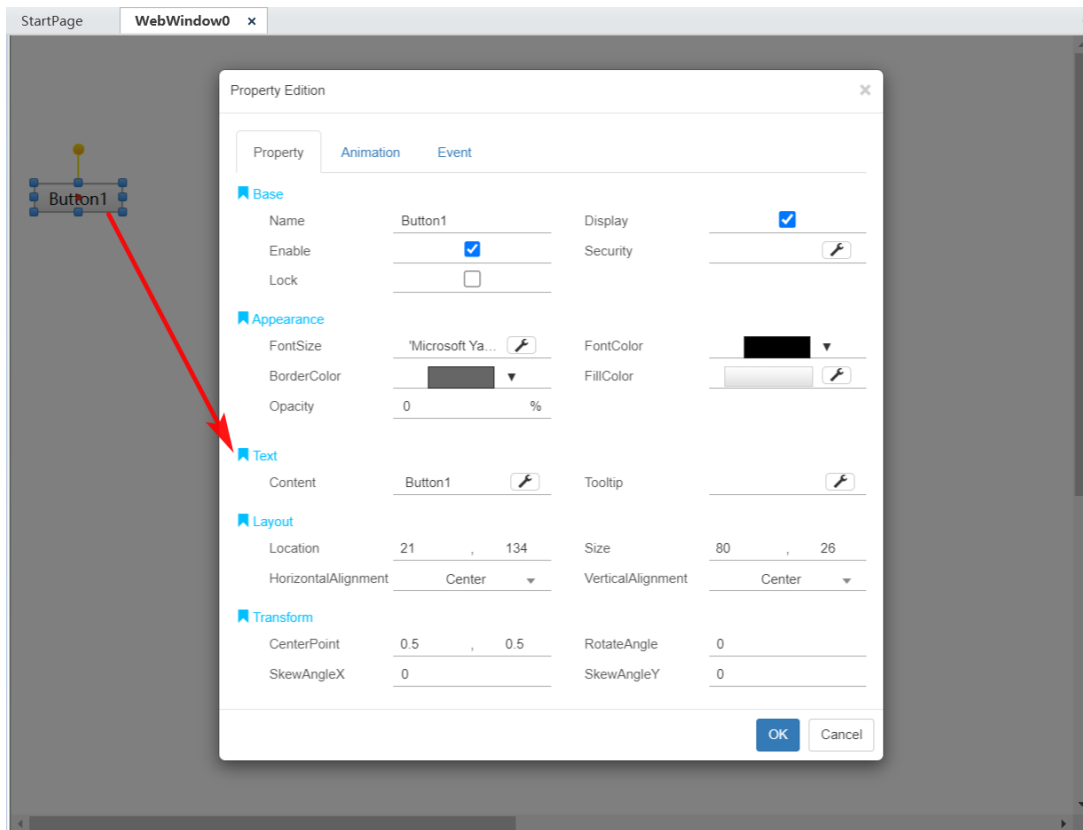 StartPage WebWindow0 ×
Property Edition ×
Button1
Property Animation Event
Base
Name Button1 Display
Enable Security
Lock
Appearance
FontSize 'Microsoft Ya... FontColor
BorderColor FillColor
Opacity 0 %
Text
Content Button1 Tooltip
Layout
Location 21 , 134 Size 80 , 26
HorizontalAlignment Center VerticalAlignment Center
Transform
CenterPoint 0.5 , 0.5 RotateAngle 0
SkewAngleX 0 SkewAngleY 0
OK Cancel